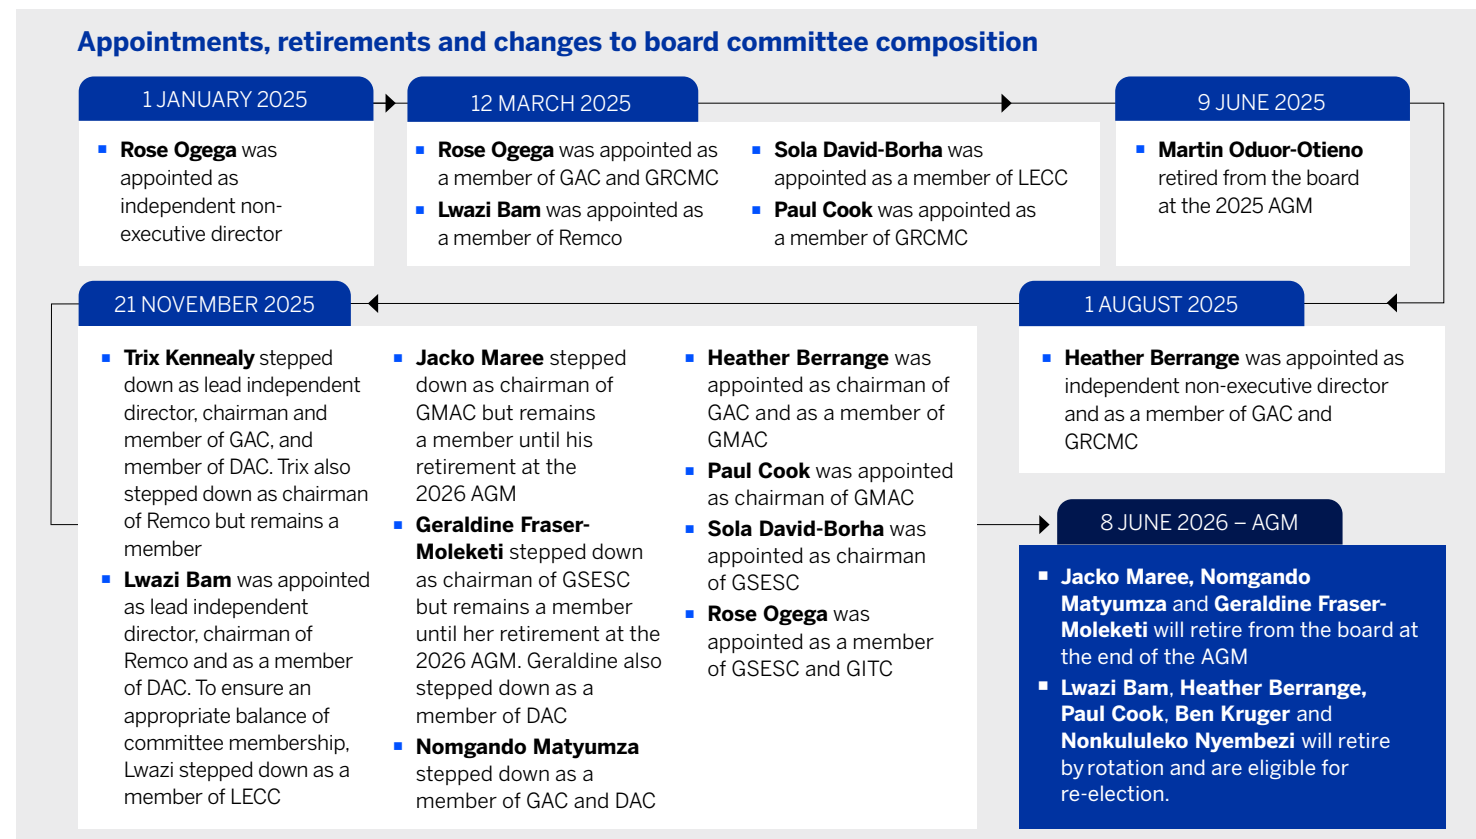 Appointments, retirements and changes to board committee composition
1 JANUARY 2025
▪ Rose Ogega was
appointed as
independent non-
executive director
12 MARCH 2025
▪ Rose Ogega was appointed as
a member of GAC and GRCMC
▪ Lwazi Bam was appointed as
a member of Remco
▪ Sola David-Borha was
appointed as a member of LECC
▪ Paul Cook was appointed as
a member of GRCMC
9 JUNE 2025
▪ Martin Oduor-Otieno
retired from the board
at the 2025 AGM
1 AUGUST 2025
▪ Heather Berrange was appointed as
independent non-executive director
and as a member of GAC and
GRCMC
21 NOVEMBER 2025
▪ Trix Kennealy stepped
down as lead independent
director, chairman and
member of GAC, and
member of DAC. Trix also
stepped down as chairman
of Remco but remains a
member
▪ Lwazi Bam was appointed
as lead independent
director, chairman of
Remco and as a member
of DAC. To ensure an
appropriate balance of
committee membership,
Lwazi stepped down as a
member of LECC
▪ Jacko Maree stepped
down as chairman of
GMAC but remains
a member until his
retirement at the
2026 AGM
▪ Geraldine Fraser-
Moleketi stepped down
as chairman of GSESC
but remains a member
until her retirement at the
2026 AGM. Geraldine also
stepped down as a
member of DAC
▪ Nomgando Matyumza
stepped down as a
member of GAC and DAC
▪ Heather Berrange was
appointed as chairman of
GAC and as a member of
GMAC
▪ Paul Cook was appointed
as chairman of GMAC
▪ Sola David-Borha was
appointed as chairman
of GSESC
▪ Rose Ogega was
appointed as a member
of GSESC and GITC
8 JUNE 2026 – AGM
▪ Jacko Maree, Nomgando
Matyumza and Geraldine Fraser-
Moleketi will retire from the board at
the end of the AGM
▪ Lwazi Bam, Heather Berrange,
Paul Cook, Ben Kruger and
Nonkululeko Nyembezi will retire
by rotation and are eligible for
re-election.